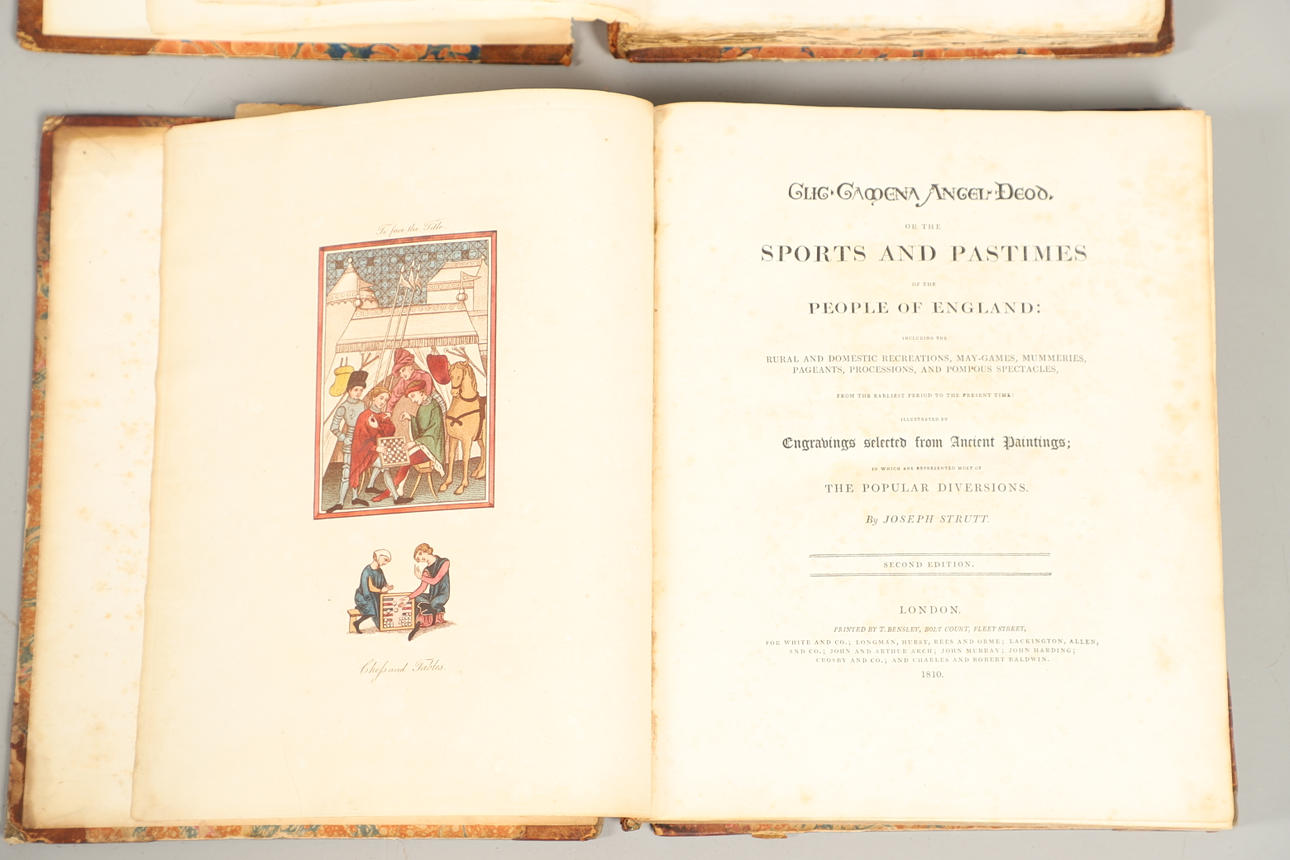 To face the Title
Chefs and Tables.
GLIG·GAMENA ANGEL-DEOD.
OR THE
SPORTS AND PASTIMES
OF THE
PEOPLE OF ENGLAND:
INCLUDING THE
RURAL AND DOMESTIC RECREATIONS, MAY-GAMES, MUMMERIES,
PAGEANTS, PROCESSIONS, AND POMPOUS SPECTACLES,
FROM THE EARLIEST PERIOD TO THE PRESENT TIME:
ILLUSTRATED BY
Engravings selected from Ancient Paintings;
IN WHICH ARE REPRESENTED MOST OF
THE POPULAR DIVERSIONS.
By JOSEPH STRUTT.
SECOND EDITION.
LONDON.
PRINTED BY T. BENSLEY, BOLT COURT, FLEET STREET,
FOR WHITE AND CO.; LONGMAN, HURST, REES AND ORME; LACKINGTON, ALLEN,
AND CO.; JOHN AND ARTHUR ARCH; JOHN MURRAY; JOHN HARDING;
CROSBY AND CO.; AND CHARLES AND ROBERT BALDWIN.
1810.